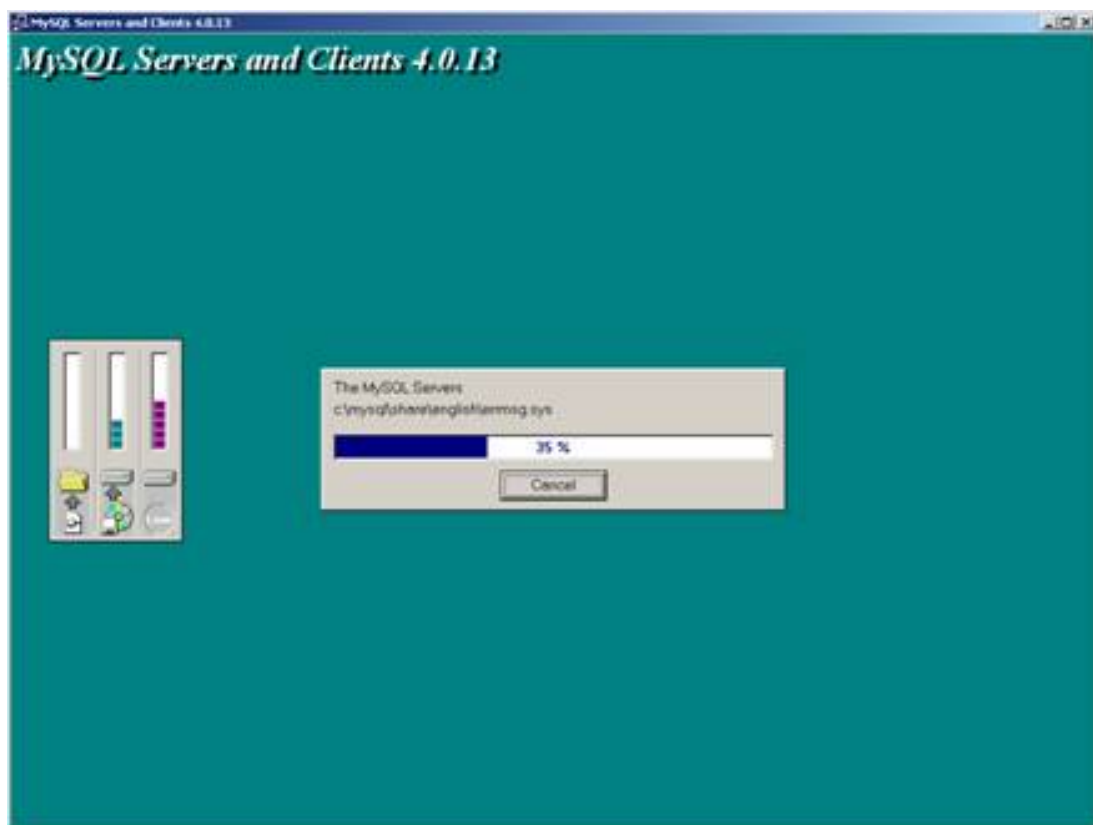 MySQL Servers and Clients 4.0.13
MySQL Servers and Clients 4.0.13
The MySQL Servers
c:\mysql\share\english\errmsg.sys
35 %
Cancel